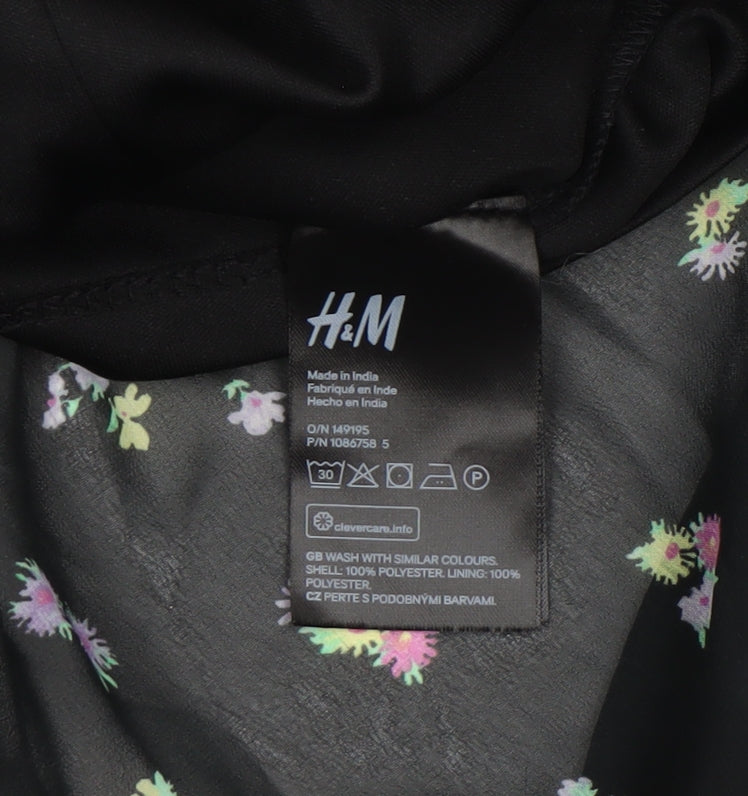 H&M
Made in India
Fabriqué en Inde
Hecho en India
O/N 149195
P/N 1086758 5
30 P
clevercare.info
GB WASH WITH SIMILAR COLOURS.
SHELL: 100% POLYESTER. LINING: 100%
POLYESTER.
CZ PERTE S PODOBNÝMI BARVAMI.